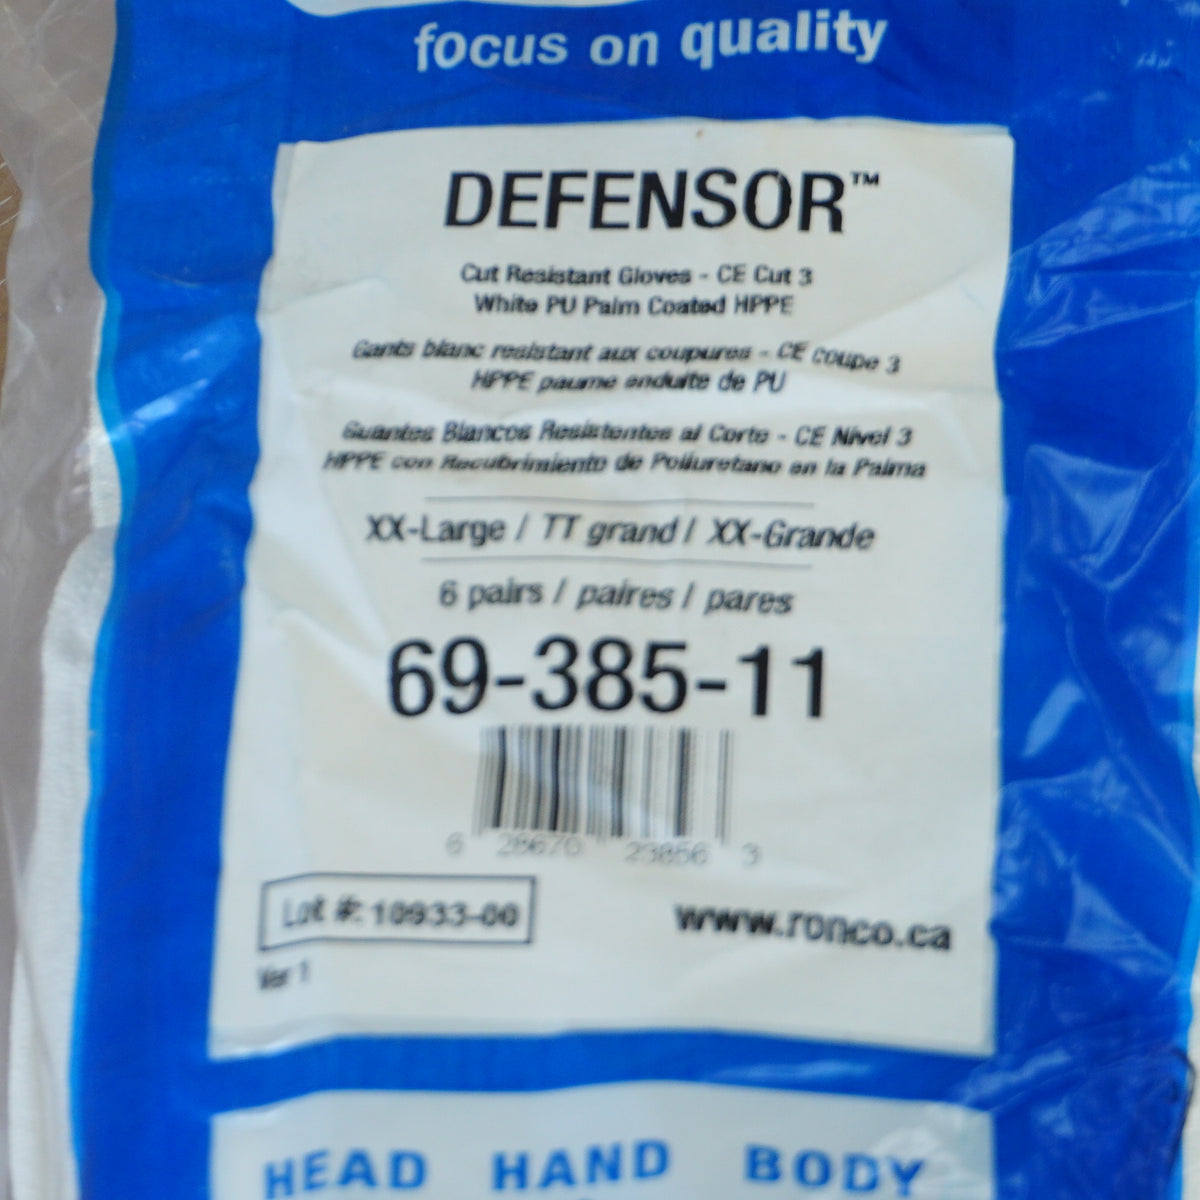 focus on quality
DEFENSOR™
Cut Resistant Gloves - CE Cut 3
White PU Palm Coated HPPE
Gants blanc resistant aux coupures - CE coupe 3
HPPE paume enduite de PU
Guantes Blancos Resistentes al Corte - CE Nivel 3
HPPE con Recubrimiento de Poliuretano en la Palma
XX-Large / TT grand / XX-Grande
6 pairs / paires / pares
69-385-11
6 28670 23856 3
Lot #: 10933-00
www.ronco.ca
Ver 1
HEAD HAND BODY